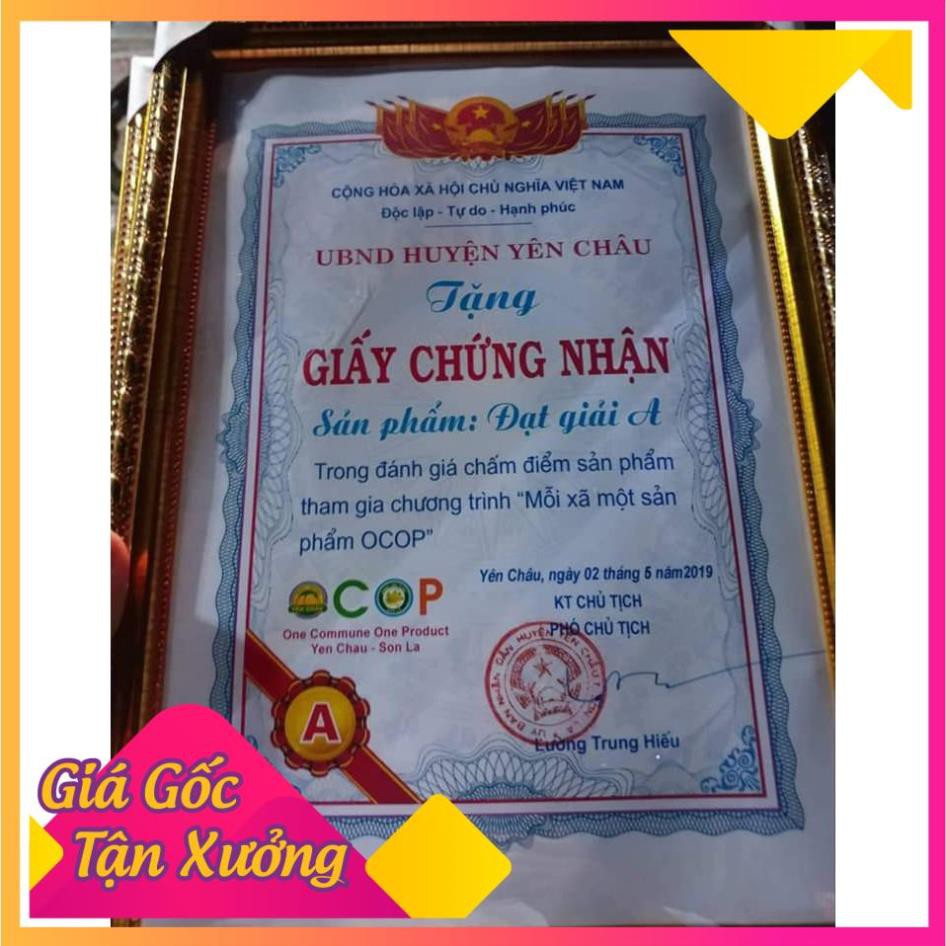 CỘNG HÒA XÃ HỘI CHỦ NGHĨA VIỆT NAM
Độc lập - Tự do - Hạnh phúc
UBND HUYỆN YÊN CHÂU
Tặng
GIẤY CHỨNG NHẬN
Sản phẩm: Đạt giải A
Trong đánh giá chấm điểm sản phẩm
tham gia chương trình “Mỗi xã một sản
phẩm OCOP”
Yên Châu, ngày 02 tháng 5 năm2019
KT CHỦ TỊCH
PHÓ CHỦ TỊCH
OCOP
One Commune One Product
Yen Chau - Son La
A
Lường Trung Hiếu
Giá Gốc
Tận Xưởng